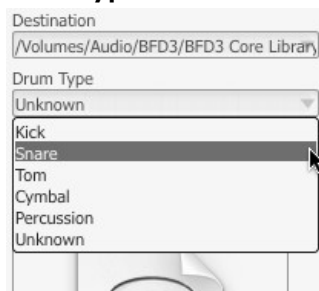 Destination
/Volumes/Audio/BFD3/BFD3 Core Library
Drum Type
Unknown
Kick
Snare
Tom
Cymbal
Percussion
Unknown